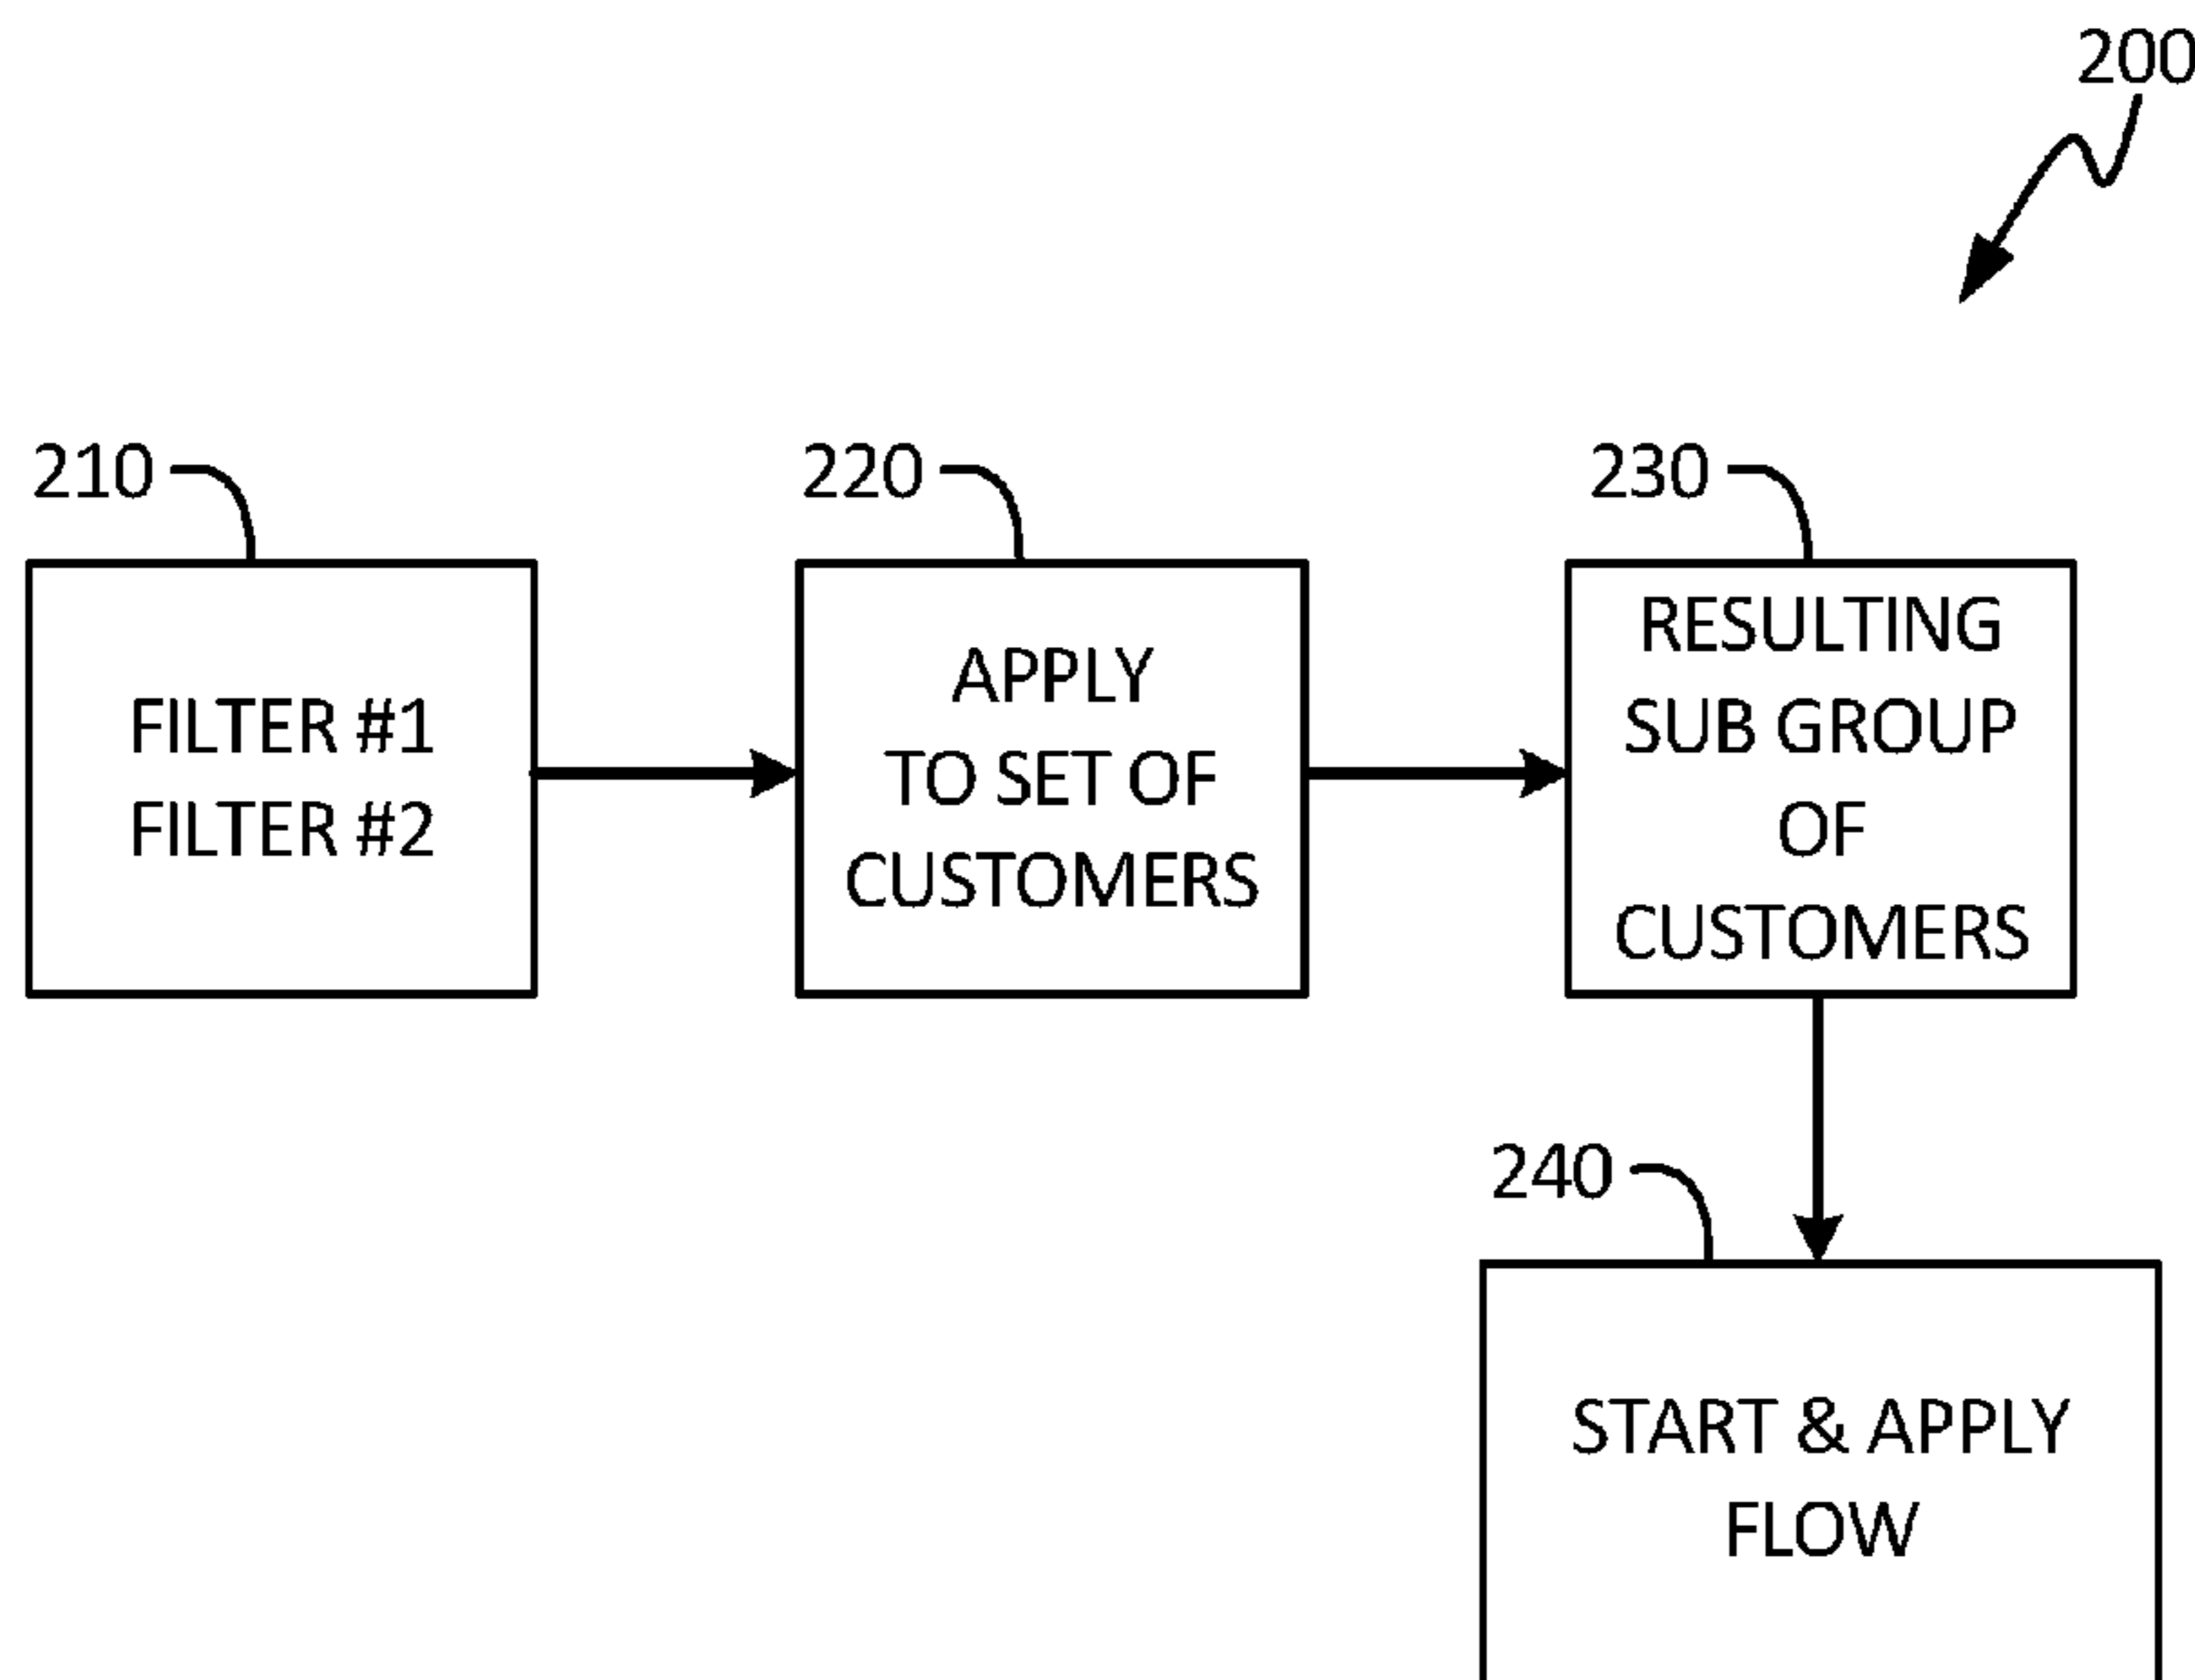 200
210
220
230
FILTER #1
FILTER #2
APPLY
TO SET OF
CUSTOMERS
RESULTING
SUB GROUP
OF
CUSTOMERS
240
START & APPLY
FLOW